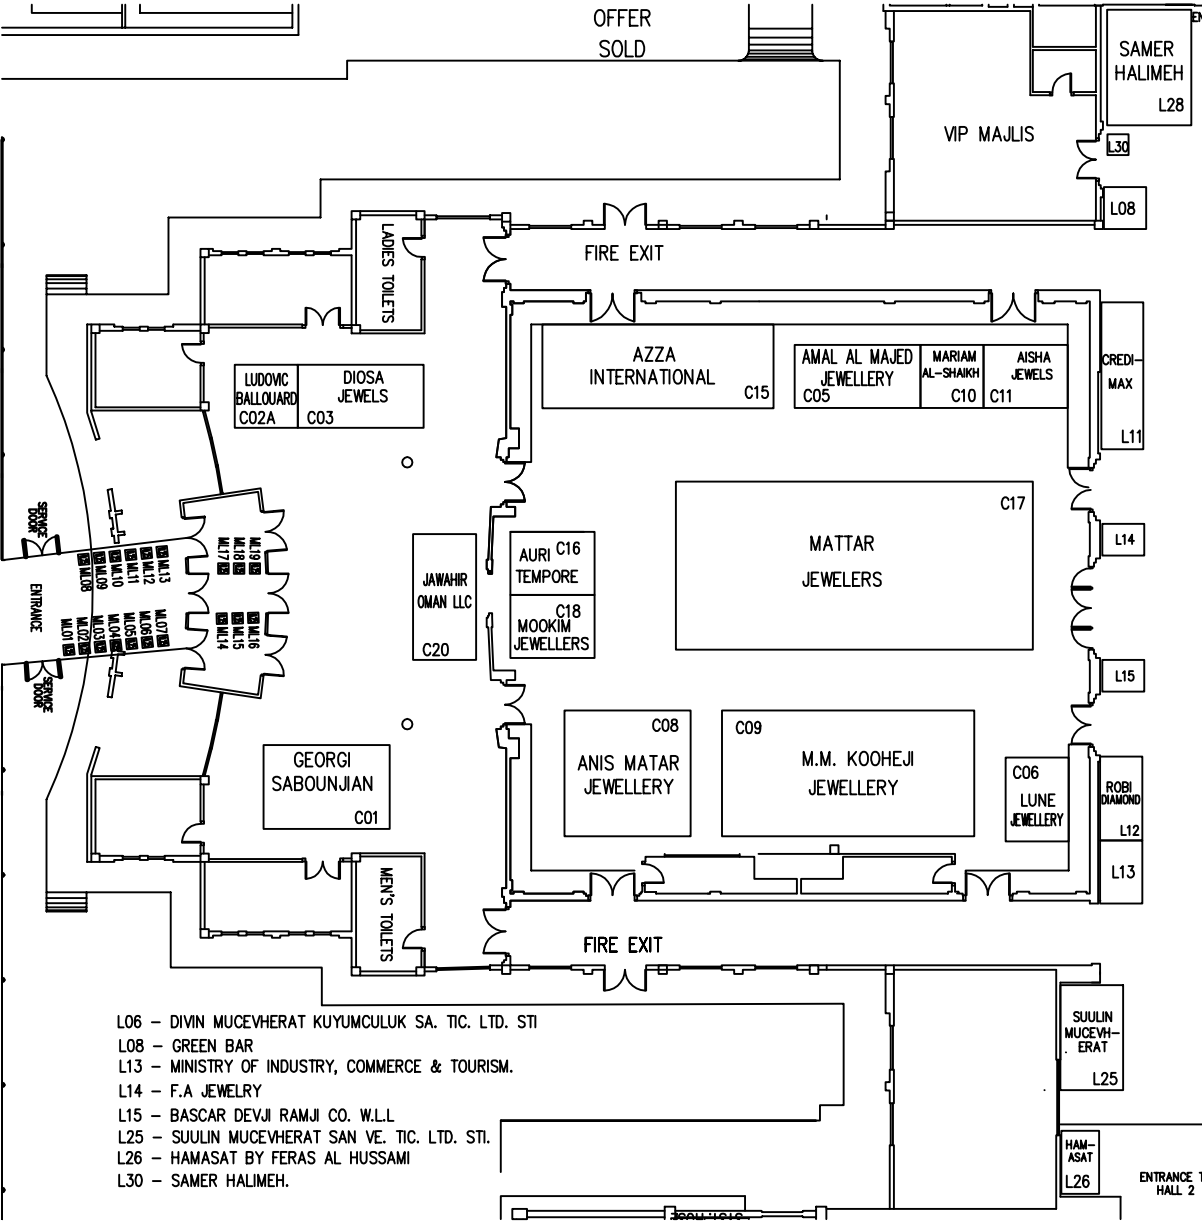 OFFER
SOLD
SAMER
HALIMEH
L28
VIP MAJLIS
L30
L08
LADIES TOILETS
FIRE EXIT
LUDOVIC
BALLOUARD
C02A
DIOSA
JEWELS
C03
AZZA
INTERNATIONAL
C15
AMAL AL MAJED
JEWELLERY
C05
MARIAM
AL-SHAIKH
C10
AISHA
JEWELS
C11
CREDI-
MAX
L11
C17
MATTAR
JEWELERS
L14
SERVICE
DOOR
ML08
ML09
ML10
ML11
ML12
ML13
ML17
ML18
ML19
ENTRANCE
ML01
ML02
ML03
ML04
ML05
ML06
ML07
ML14
ML15
ML16
SERVICE
DOOR
JAWAHIR
OMAN LLC
C20
AURI C16
TEMPORE
C18
MOOKIM
JEWELLERS
L15
GEORGI
SABOUNJIAN
C01
C08
ANIS MATAR
JEWELLERY
C09
M.M. KOOHEJI
JEWELLERY
C06
LUNE
JEWELLERY
ROBI
DIAMOND
L12
L13
MEN'S TOILETS
FIRE EXIT
L06 - DIVIN MUCEVHERAT KUYUMCULUK SA. TIC. LTD. STI
L08 - GREEN BAR
L13 - MINISTRY OF INDUSTRY, COMMERCE & TOURISM.
L14 - F.A JEWELRY
L15 - BASCAR DEVJI RAMJI CO. W.L.L
L25 - SUULIN MUCEVHERAT SAN VE. TIC. LTD. STI.
L26 - HAMASAT BY FERAS AL HUSSAMI
L30 - SAMER HALIMEH.
SUULIN
MUCEVH-
ERAT
L25
HAM-
ASAT
L26
ENTRANCE
HALL 2